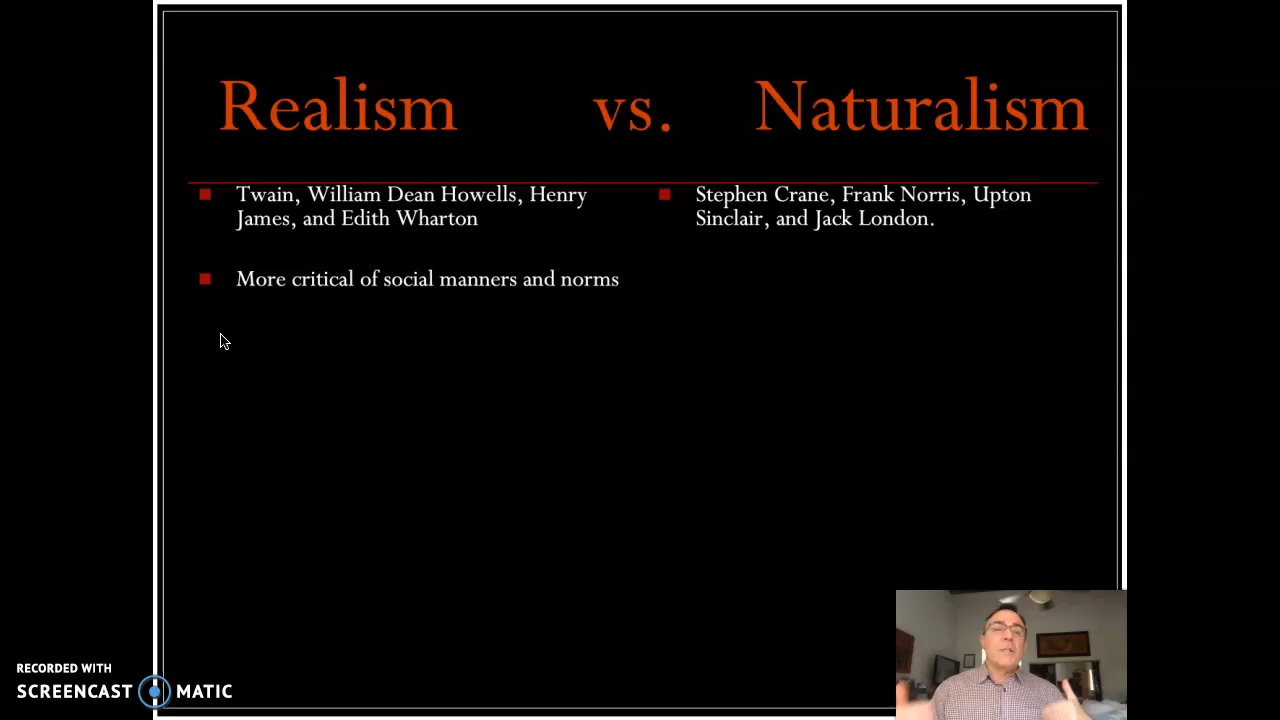 Realism vs. Naturalism
Twain, William Dean Howells, Henry
James, and Edith Wharton
More critical of social manners and norms
Stephen Crane, Frank Norris, Upton
Sinclair, and Jack London.
RECORDED WITH
SCREENCAST MATIC